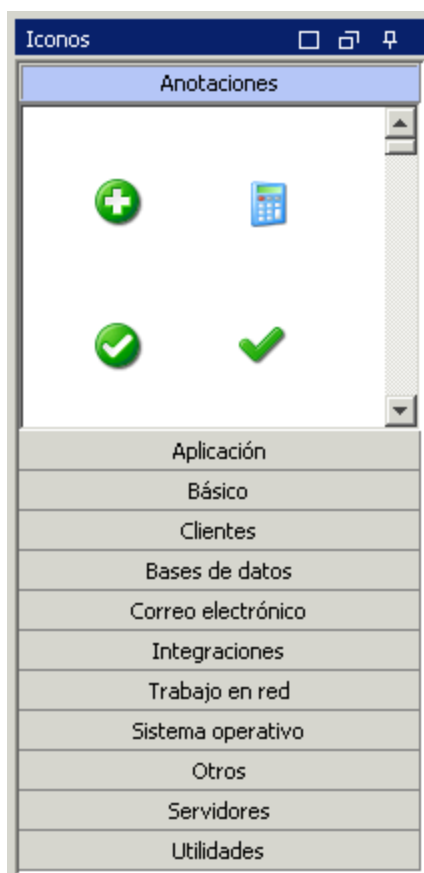 Iconos
Anotaciones
Aplicación
Básico
Clientes
Bases de datos
Correo electrónico
Integraciones
Trabajo en red
Sistema operativo
Otros
Servidores
Utilidades